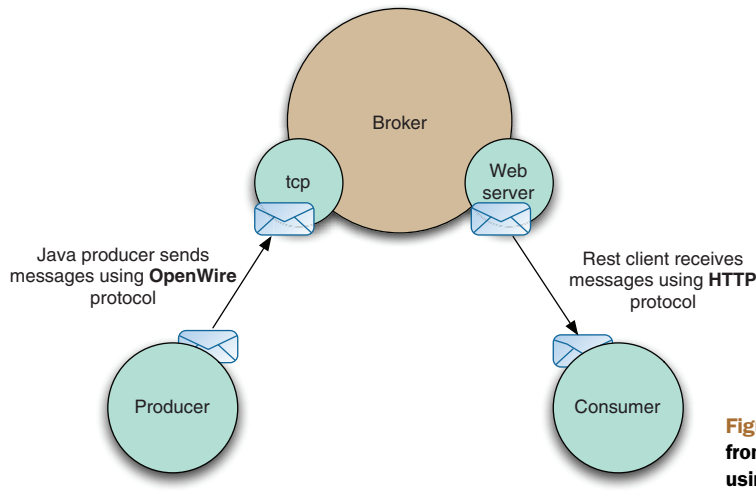 Broker
tcp
Web
server
Java producer sends
messages using OpenWire
protocol
Rest client receives
messages using HTTP
protocol
Producer
Consumer
from